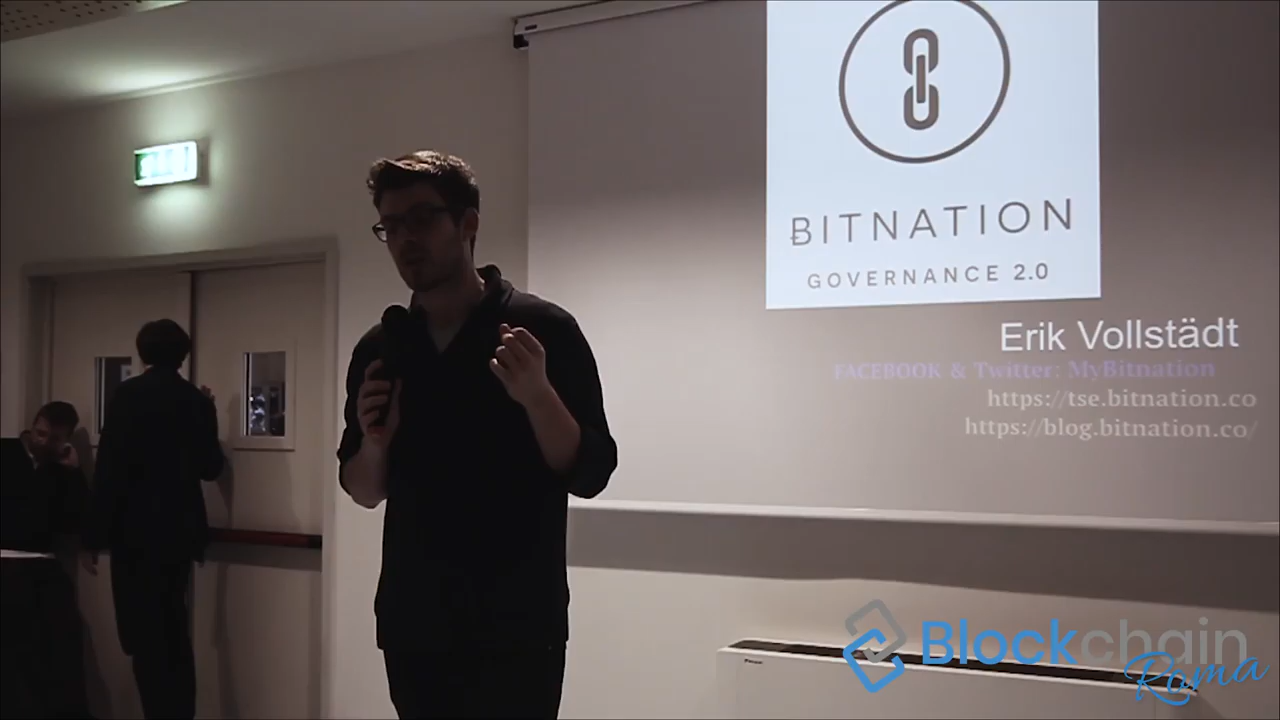 BITNATION
GOVERNANCE 2.0
Erik Vollstädt
FACEBOOK & Twitter: MyBitnation
https://tse.bitnation.co
https://blog.bitnation.co/
Blockchain
Roma